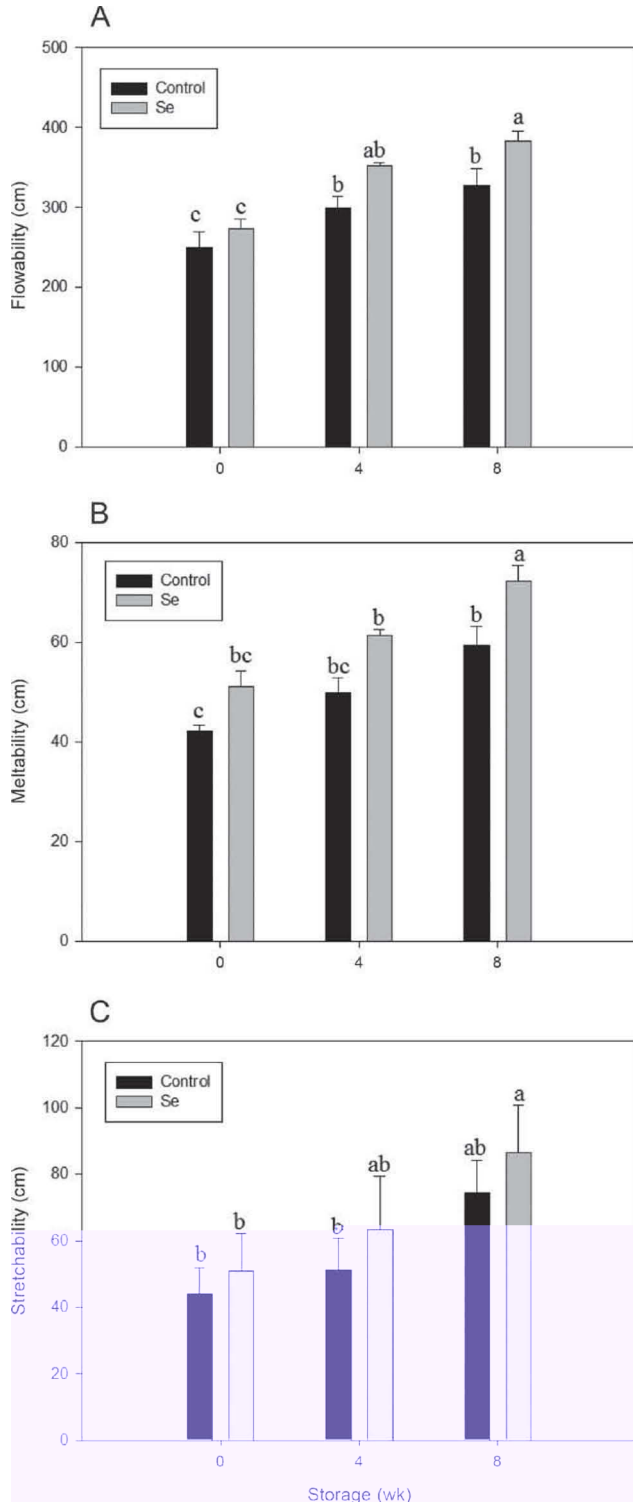 A
500
Control
Se
400
300
200
100
0
Flowability (cm)
c
c
b
ab
b
a
0
4
8
B
80
Control
Se
60
40
20
0
Meltability (cm)
c
bc
bc
b
b
a
0
4
8
C
120
Control
Se
100
80
60
40
20
0
Stretchability (cm)
b
b
b
ab
ab
a
0
4
8
Storage (wk)